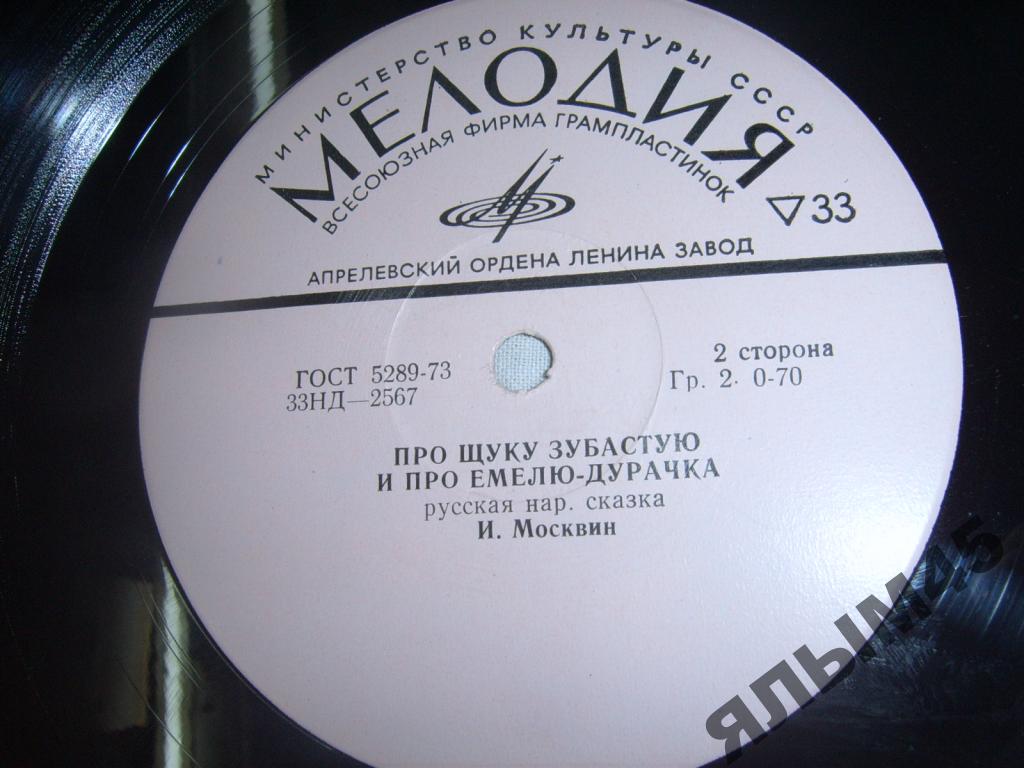 МИНИСТЕРСТВО КУЛЬТУРЫ СССР
МЕЛОДИЯ
ВСЕСОЮЗНАЯ ФИРМА ГРАМПЛАСТИНОК
33
АПРЕЛЕВСКИЙ ОРДЕНА ЛЕНИНА ЗАВОД
ГОСТ 5289-73
33НД—2567
2 сторона
Гр. 2. 0-70
ПРО ЩУКУ ЗУБАСТУЮ
И ПРО ЕМЕЛЮ-ДУРАЧКА
русская нар. сказка
И. Москвин
ЯЛЫМ45